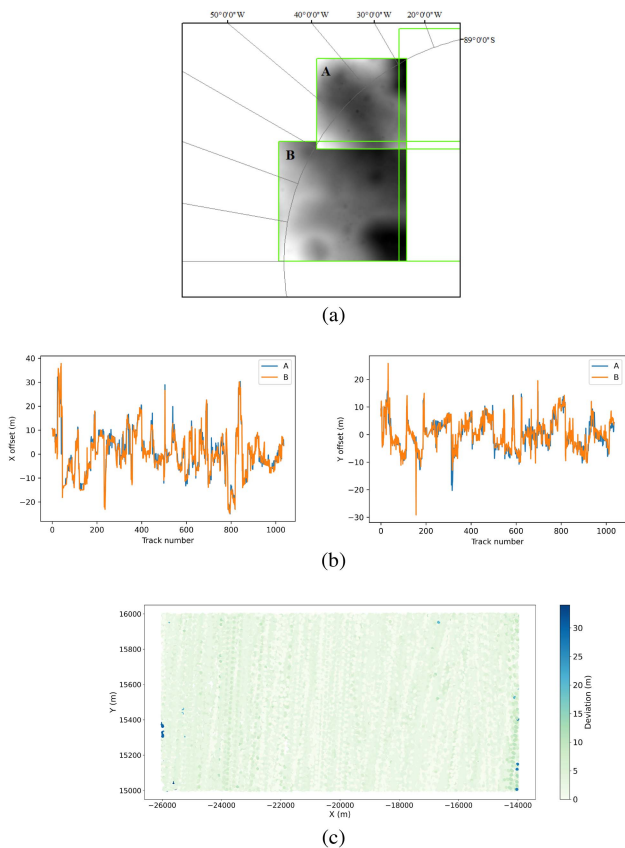 50°0'0"W 40°0'0"W 30°0'0"W 20°0'0"W
89°0'0"S
A
B
(a)
40
30
20
10
0
−10
−20
X offset (m)
0 200 400 600 800 1000
Track number
A
B
30
20
10
0
−10
−20
−30
Y offset (m)
0 200 400 600 800 1000
Track number
A
B
(b)
16000
15800
15600
15400
15200
15000
Y (m)
−26000 −24000 −22000 −20000 −18000 −16000 −14000
X (m)
30
25
20
15
10
5
0
Deviation (m)
(c)